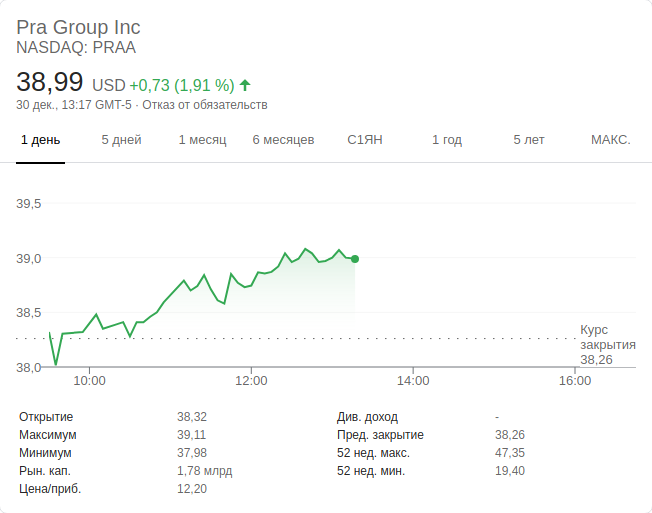 Pra Group Inc
NASDAQ: PRAA
38,99 USD +0,73 (1,91 %)
30 дек., 13:17 GMT-5 · Отказ от обязательств
1 день 5 дней 1 месяц 6 месяцев С1ЯН 1 год 5 лет МАКС.
39,5
39,0
38,5
38,0
Курс
закрытия
38,26
10:00 12:00 14:00 16:00
Открытие 38,32 Див. доход -
Максимум 39,11 Пред. закрытие 38,26
Минимум 37,98 52 нед. макс. 47,35
Рын. кап. 1,78 млрд 52 нед. мин. 19,40
Цена/приб. 12,20